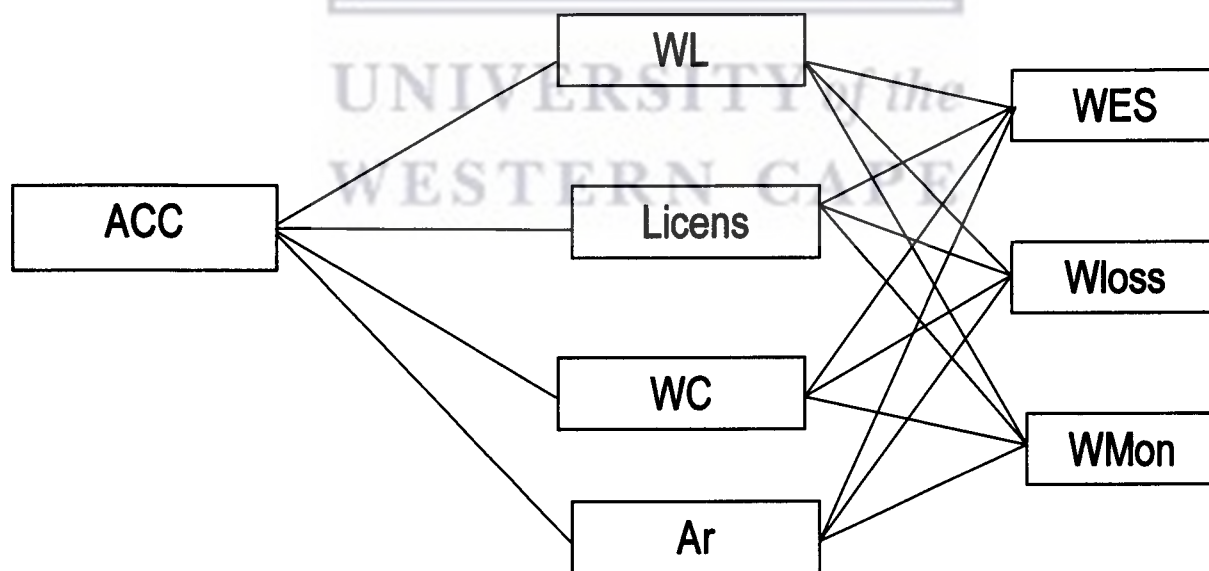 WL
UNIVERSITY of the
WES
WESTERN CAPE
ACC
Licens
Wloss
WC
WMon
Ar